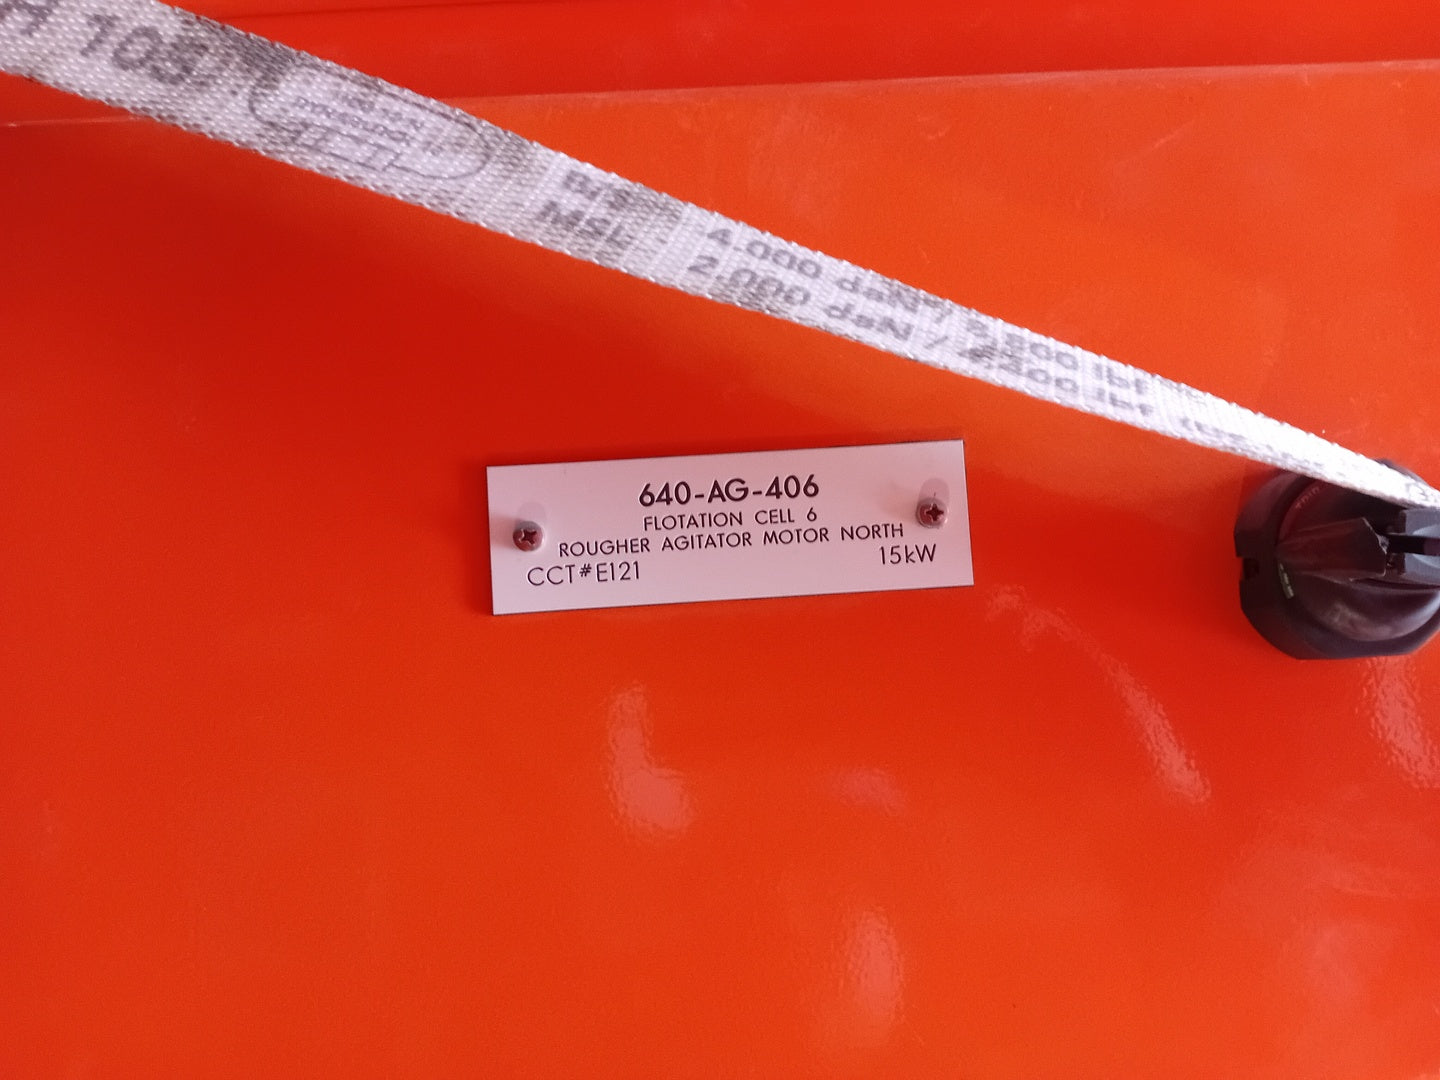 108
4.000 daN /
2.000 daN /
640-AG-406
FLOTATION CELL 6
ROUGHER AGITATOR MOTOR NORTH
CCT#E121
15kW